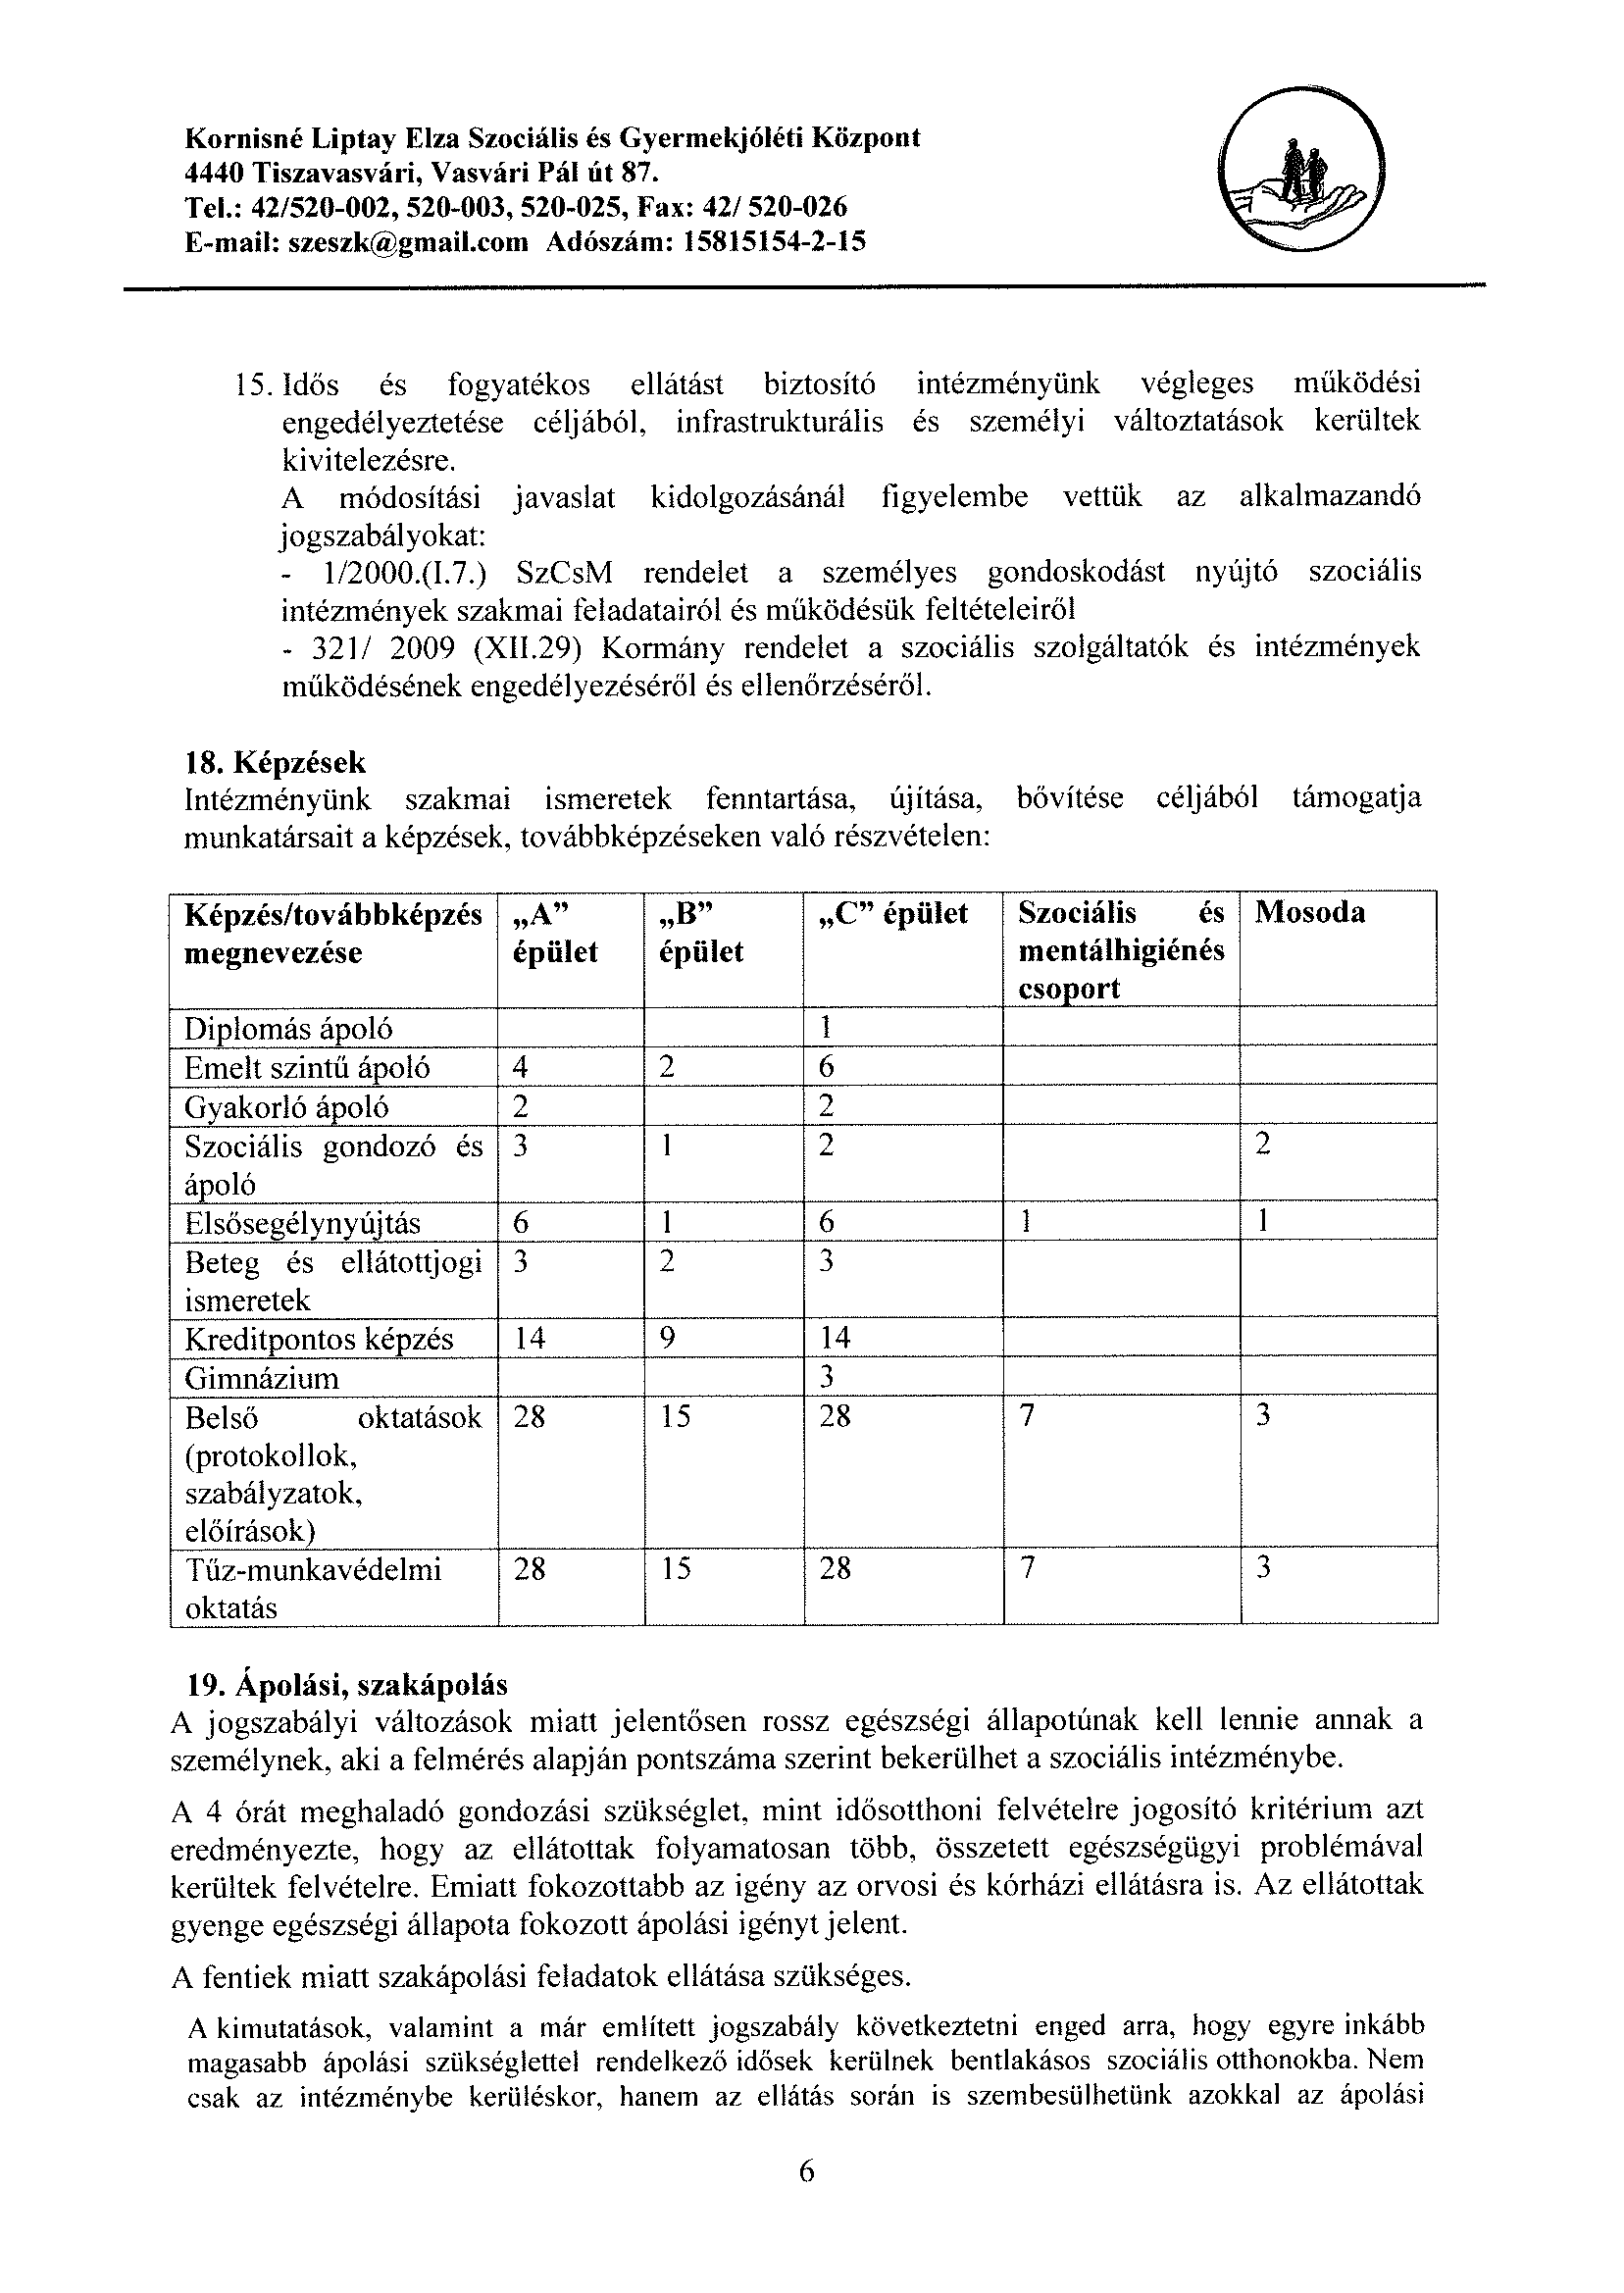 Kornisné Liptay Elza Szociális és Gyermekjóléti Központ
4440 Tiszavasvári, Vasvári Pál út 87.
Tel.: 42/520-002, 520-003, 520-025, Fax: 42/ 520-026
E-mail: szeszk@gmail.com Adószám: 15815154-2-15
15. Idős és fogyatékos ellátást biztosító intézményünk végleges működési
engedélyeztetése céljából, infrastrukturális és személyi változtatások kerültek
kivitelezésre.
A módosítási javaslat kidolgozásánál figyelembe vettük az alkalmazandó
jogszabályokat:
- 1/2000.(I.7.) SzCsM rendelet a személyes gondoskodást nyújtó szociális
intézmények szakmai feladatairól és működésük feltételeiről
- 321/ 2009 (XII.29) Kormány rendelet a szociális szolgáltatók és intézmények
működésének engedélyezéséről és ellenőrzéséről.
18. Képzések
Intézményünk szakmai ismeretek fenntartása, újítása, bővítése céljából támogatja
munkatársait a képzések, továbbképzéseken való részvételen:
Képzés/továbbképzés „A” „B” „C” épület Szociális és Mosoda
megnevezése épület épület mentálhigiénés
csoport
Diplomás ápoló 1
Emelt szintű ápoló 4 2 6
Gyakorló ápoló 2 2
Szociális gondozó és 3 1 2 2
ápoló
Elsősegélynyújtás 6 1 6 1 1
Beteg és ellátottjogi 3 2 3
ismeretek
Kreditpontos képzés 14 9 14
Gimnázium 3
Belső oktatások 28 15 28 7 3
(protokollok,
szabályzatok,
előírások)
Tűz-munkavédelmi 28 15 28 7 3
oktatás
19. Ápolási, szakápolás
A jogszabályi változások miatt jelentősen rossz egészségi állapotúnak kell lennie annak a
személynek, aki a felmérés alapján pontszáma szerint bekerülhet a szociális intézménybe.
A 4 órát meghaladó gondozási szükséglet, mint idősotthoni felvételre jogosító kritérium azt
eredményezte, hogy az ellátottak folyamatosan több, összetett egészségügyi problémával
kerültek felvételre. Emiatt fokozottabb az igény az orvosi és kórházi ellátásra is. Az ellátottak
gyenge egészségi állapota fokozott ápolási igényt jelent.
A fentiek miatt szakápolási feladatok ellátása szükséges.
A kimutatások, valamint a már említett jogszabály következtetni enged arra, hogy egyre inkább
magasabb ápolási szükséglettel rendelkező idősek kerülnek bentlakásos szociális otthonokba. Nem
csak az intézménybe kerüléskor, hanem az ellátás során is szembesülhetünk azokkal az ápolási
6